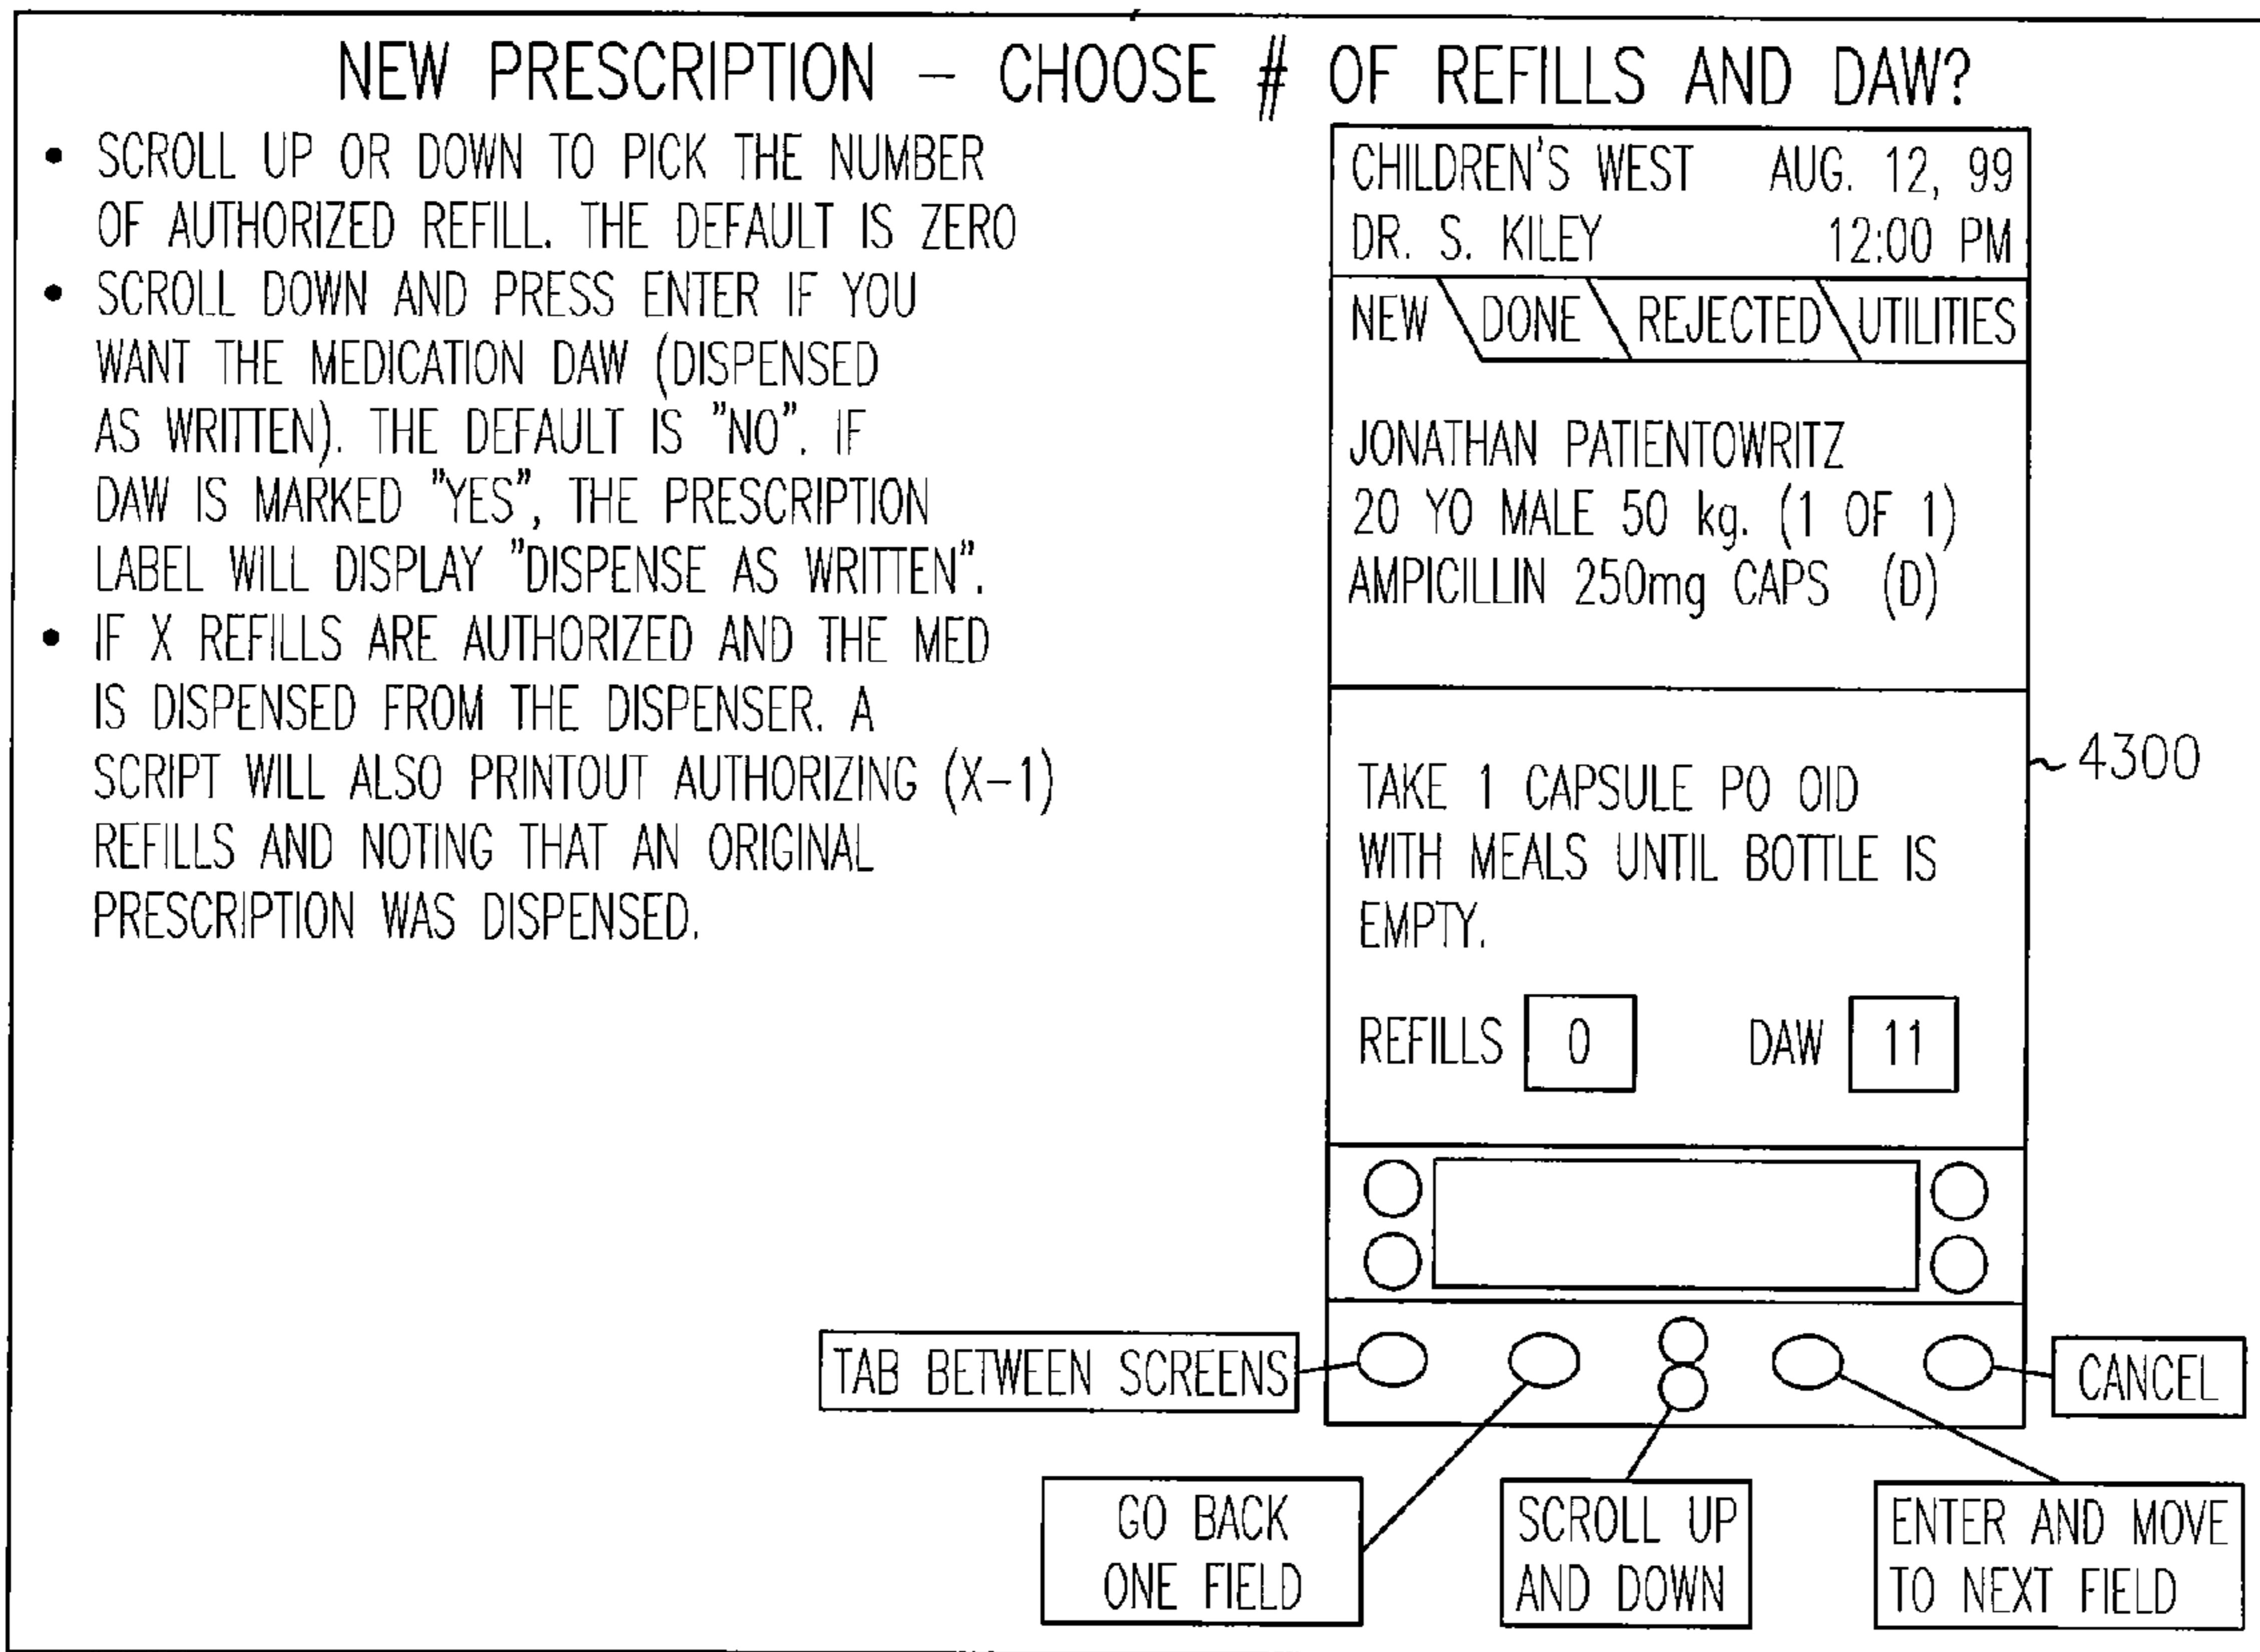 NEW PRESCRIPTION – CHOOSE # OF REFILLS AND DAW?
• SCROLL UP OR DOWN TO PICK THE NUMBER
OF AUTHORIZED REFILL. THE DEFAULT IS ZERO
• SCROLL DOWN AND PRESS ENTER IF YOU
WANT THE MEDICATION DAW (DISPENSED
AS WRITTEN). THE DEFAULT IS "NO". IF
DAW IS MARKED "YES", THE PRESCRIPTION
LABEL WILL DISPLAY "DISPENSE AS WRITTEN".
• IF X REFILLS ARE AUTHORIZED AND THE MED
IS DISPENSED FROM THE DISPENSER. A
SCRIPT WILL ALSO PRINTOUT AUTHORIZING (X–1)
REFILLS AND NOTING THAT AN ORIGINAL
PRESCRIPTION WAS DISPENSED.
CHILDREN'S WEST AUG. 12, 99
DR. S. KILEY 12:00 PM
NEW DONE REJECTED UTILITIES
JONATHAN PATIENTOWRITZ
20 YO MALE 50 kg. (1 OF 1)
AMPICILLIN 250mg CAPS (D)
TAKE 1 CAPSULE PO OID
WITH MEALS UNTIL BOTTLE IS
EMPTY.
REFILLS 0 DAW 11
4300
TAB BETWEEN SCREENS
CANCEL
GO BACK
ONE FIELD
SCROLL UP
AND DOWN
ENTER AND MOVE
TO NEXT FIELD